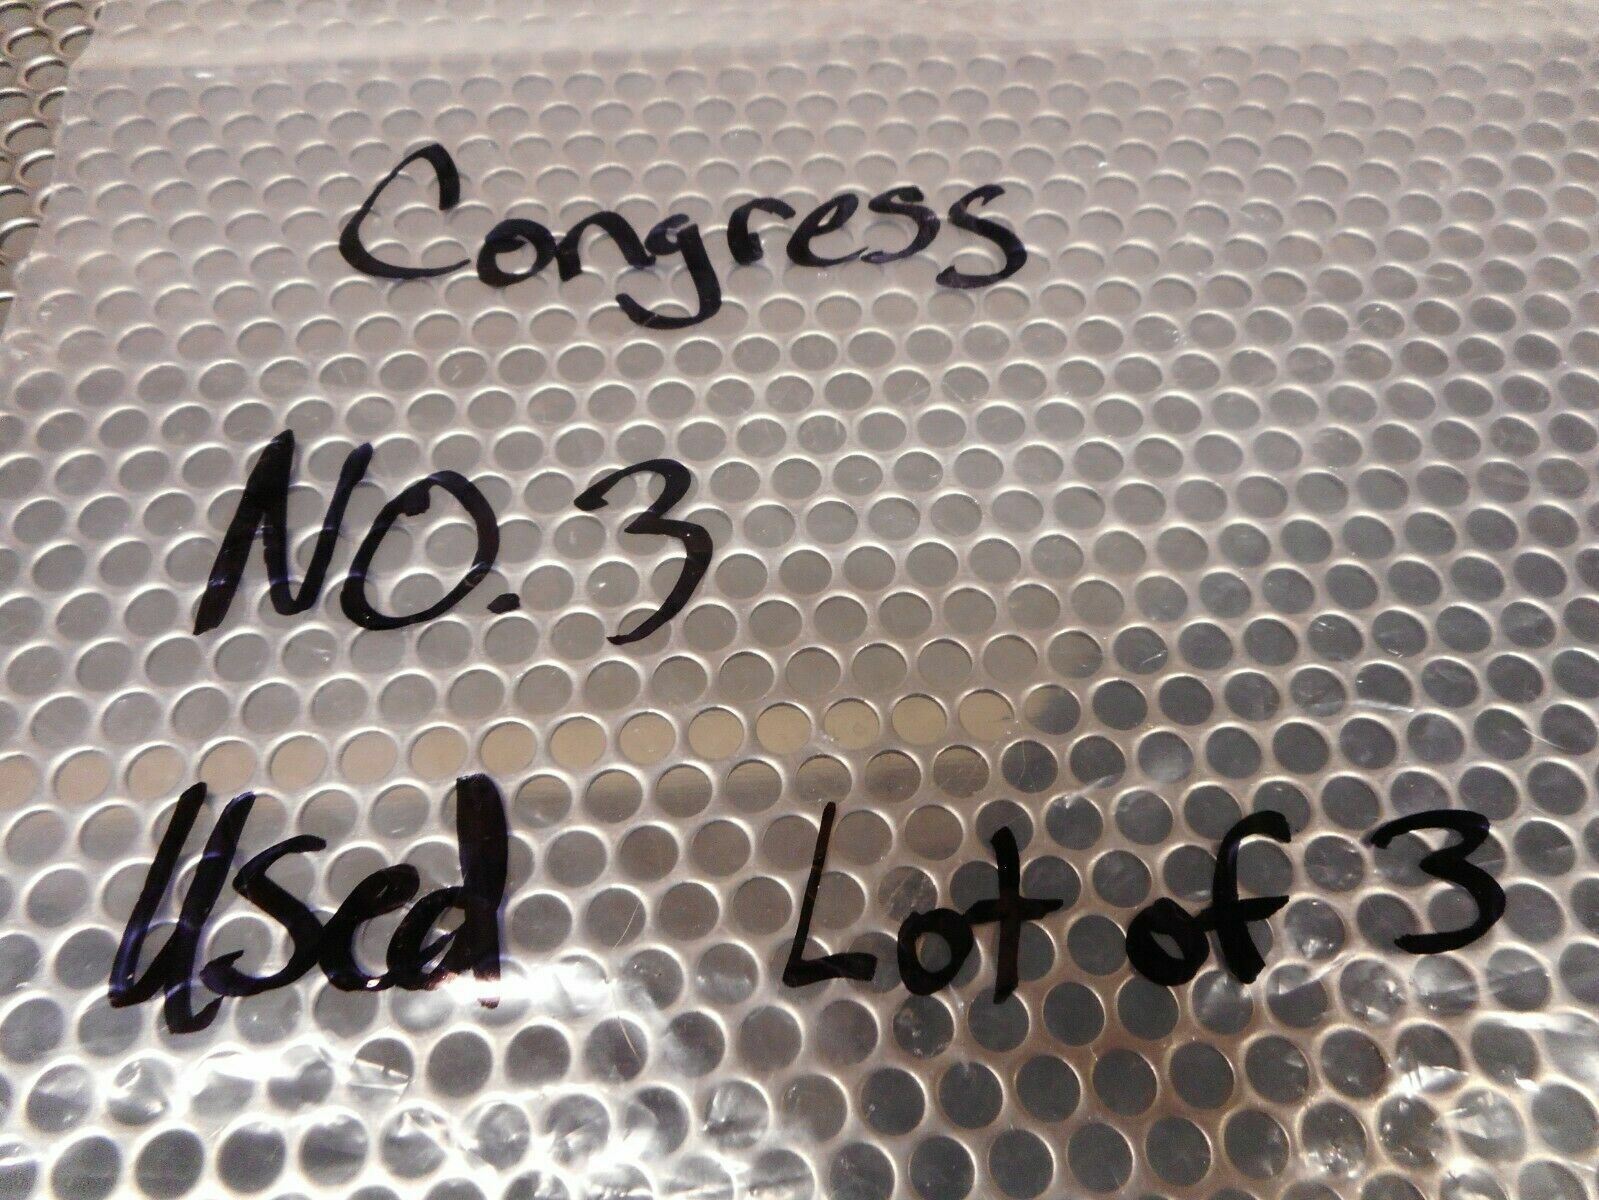 Congress
NO. 3
Used Lot of 3